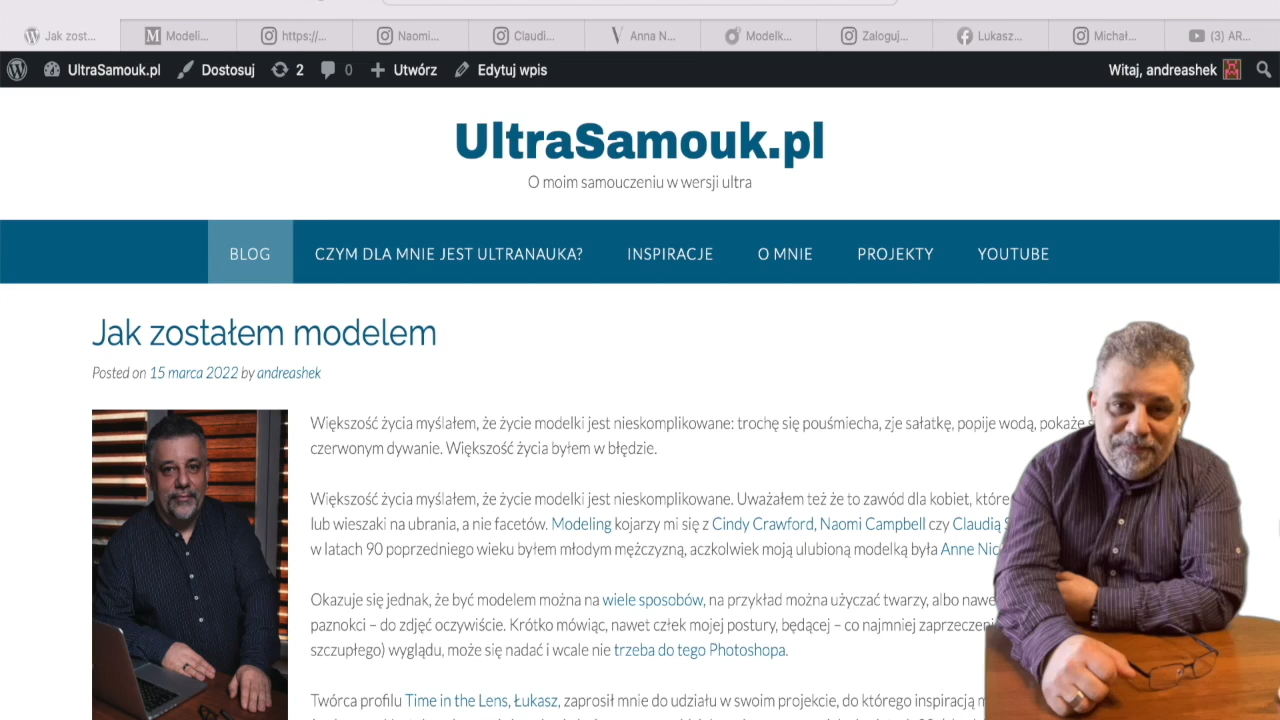 Jak zost...
Modeli...
https://...
Naomi...
Claudi...
Anna N...
Modelk...
Zaloguj...
Lukasz...
Michał...
(3) AR...
UltraSamouk.pl
Dostosuj
2
0
Utwórz
Edytuj wpis
Witaj, andreashek
UltraSamouk.pl
O moim samouczeniu w wersji ultra
BLOG
CZYM DLA MNIE JEST ULTRANAUKA?
INSPIRACJE
O MNIE
PROJEKTY
YOUTUBE
Jak zostałem modelem
Posted on 15 marca 2022 by andreashek
Większość życia myślałem, że życie modelki jest nieskomplikowane: trochę się pouśmiecha, zje sałatkę, popije wodą, pokaże
czerwonym dywanie. Większość życia byłem w błędzie.
Większość życia myślałem, że życie modelki jest nieskomplikowane. Uważałem też że to zawód dla kobiet, które
lub wieszaki na ubrania, a nie facetów. Modeling kojarzy mi się z Cindy Crawford, Naomi Campbell czy Claudią
w latach 90 poprzedniego wieku byłem młodym mężczyzną, aczkolwiek moją ulubioną modelką była Anne Nic
Okazuje się jednak, że być modelem można na wiele sposobów, na przykład można użyczać twarzy, albo nawe
paznokci – do zdjęć oczywiście. Krótko mówiąc, nawet człek mojej postury, będącej – co najmniej zaprzeczeni
szczupłego) wyglądu, może się nadać i wcale nie trzeba do tego Photoshopa.
Twórca profilu Time in the Lens, Łukasz, zaprosił mnie do udziału w swoim projekcie, do którego inspiracją